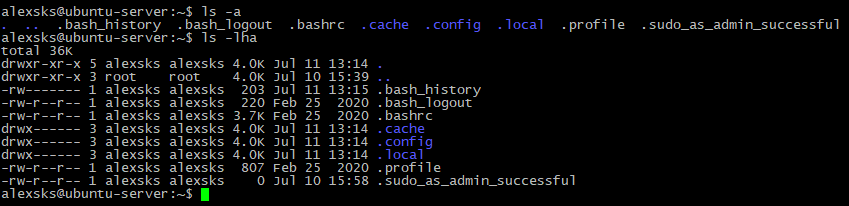 alexsks@ubuntu-server:~$ ls -a
.  ..  .bash_history  .bash_logout  .bashrc  .cache  .config  .local  .profile  .sudo_as_admin_successful
alexsks@ubuntu-server:~$ ls -lha
total 36K
drwxr-xr-x 5 alexsks alexsks 4.0K Jul 11 13:14 .
drwxr-xr-x 3 root    root    4.0K Jul 10 15:39 ..
-rw------- 1 alexsks alexsks  203 Jul 11 13:15 .bash_history
-rw-r--r-- 1 alexsks alexsks  220 Feb 25  2020 .bash_logout
-rw-r--r-- 1 alexsks alexsks 3.7K Feb 25  2020 .bashrc
drwx------ 3 alexsks alexsks 4.0K Jul 11 13:14 .cache
drwx------ 3 alexsks alexsks 4.0K Jul 11 13:14 .config
drwx------ 3 alexsks alexsks 4.0K Jul 11 13:14 .local
-rw-r--r-- 1 alexsks alexsks  807 Feb 25  2020 .profile
-rw-r--r-- 1 alexsks alexsks    0 Jul 10 15:58 .sudo_as_admin_successful
alexsks@ubuntu-server:~$